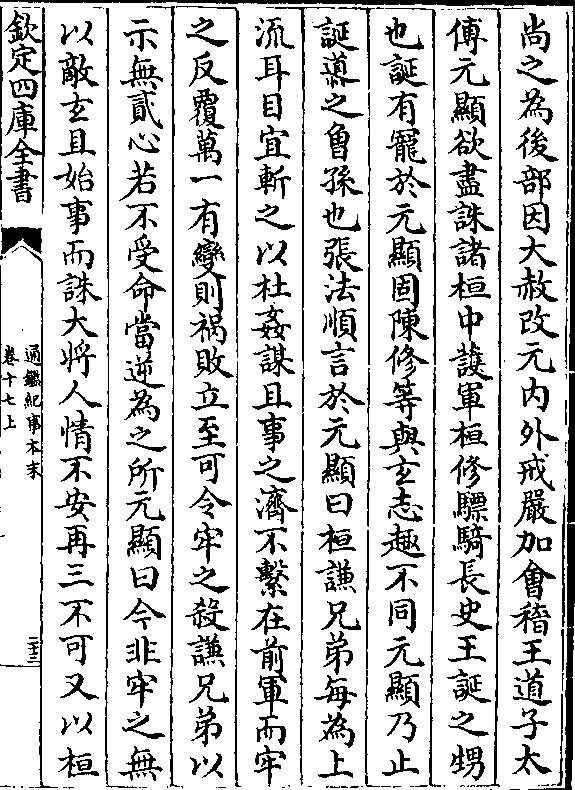 尚之為後部因大赦改元内外戒嚴加會稽王道子太
傅元顯欲盡誅諸桓中護軍桓修驃騎長史王誕之甥
也誕有寵於元顯固陳修等與玄志趣不同元顯乃止
誕導之曾孫也張法順言於元顯曰桓謙兄弟每為上
流耳目宜斬之以杜姦謀且事之濟不繫在前軍而牢
之反覆萬一有變則禍敗立至可令牢之殺謙兄弟以
示無貳心若不受命當逆為之所元顯曰今非牢之無
以敵玄且始事而誅大將人情不安再三不可又以桓
欽定四庫全書
通鑑紀事本末
卷十七上
二十三